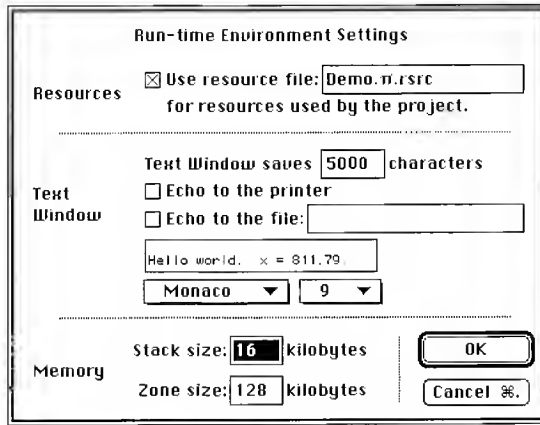 Run-time Environment Settings
Resources
Use resource file: Demo.π.rsrc
for resources used by the project.
Text Window saves 5000 characters
Text
Window
Echo to the printer
Echo to the file:
Hello world. x = 811.79
Monaco 9
Memory
Stack size: 16 kilobytes
Zone size: 128 kilobytes
OK
Cancel ⌘.